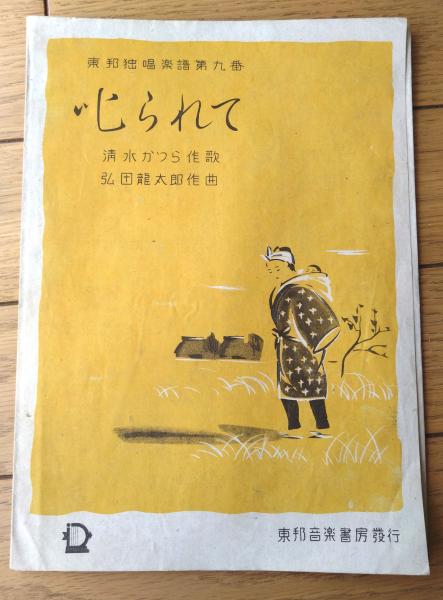 東邦独唱楽譜第九番
叱られて
清水かつら作歌
弘田龍太郎作曲
東邦音楽書房發行